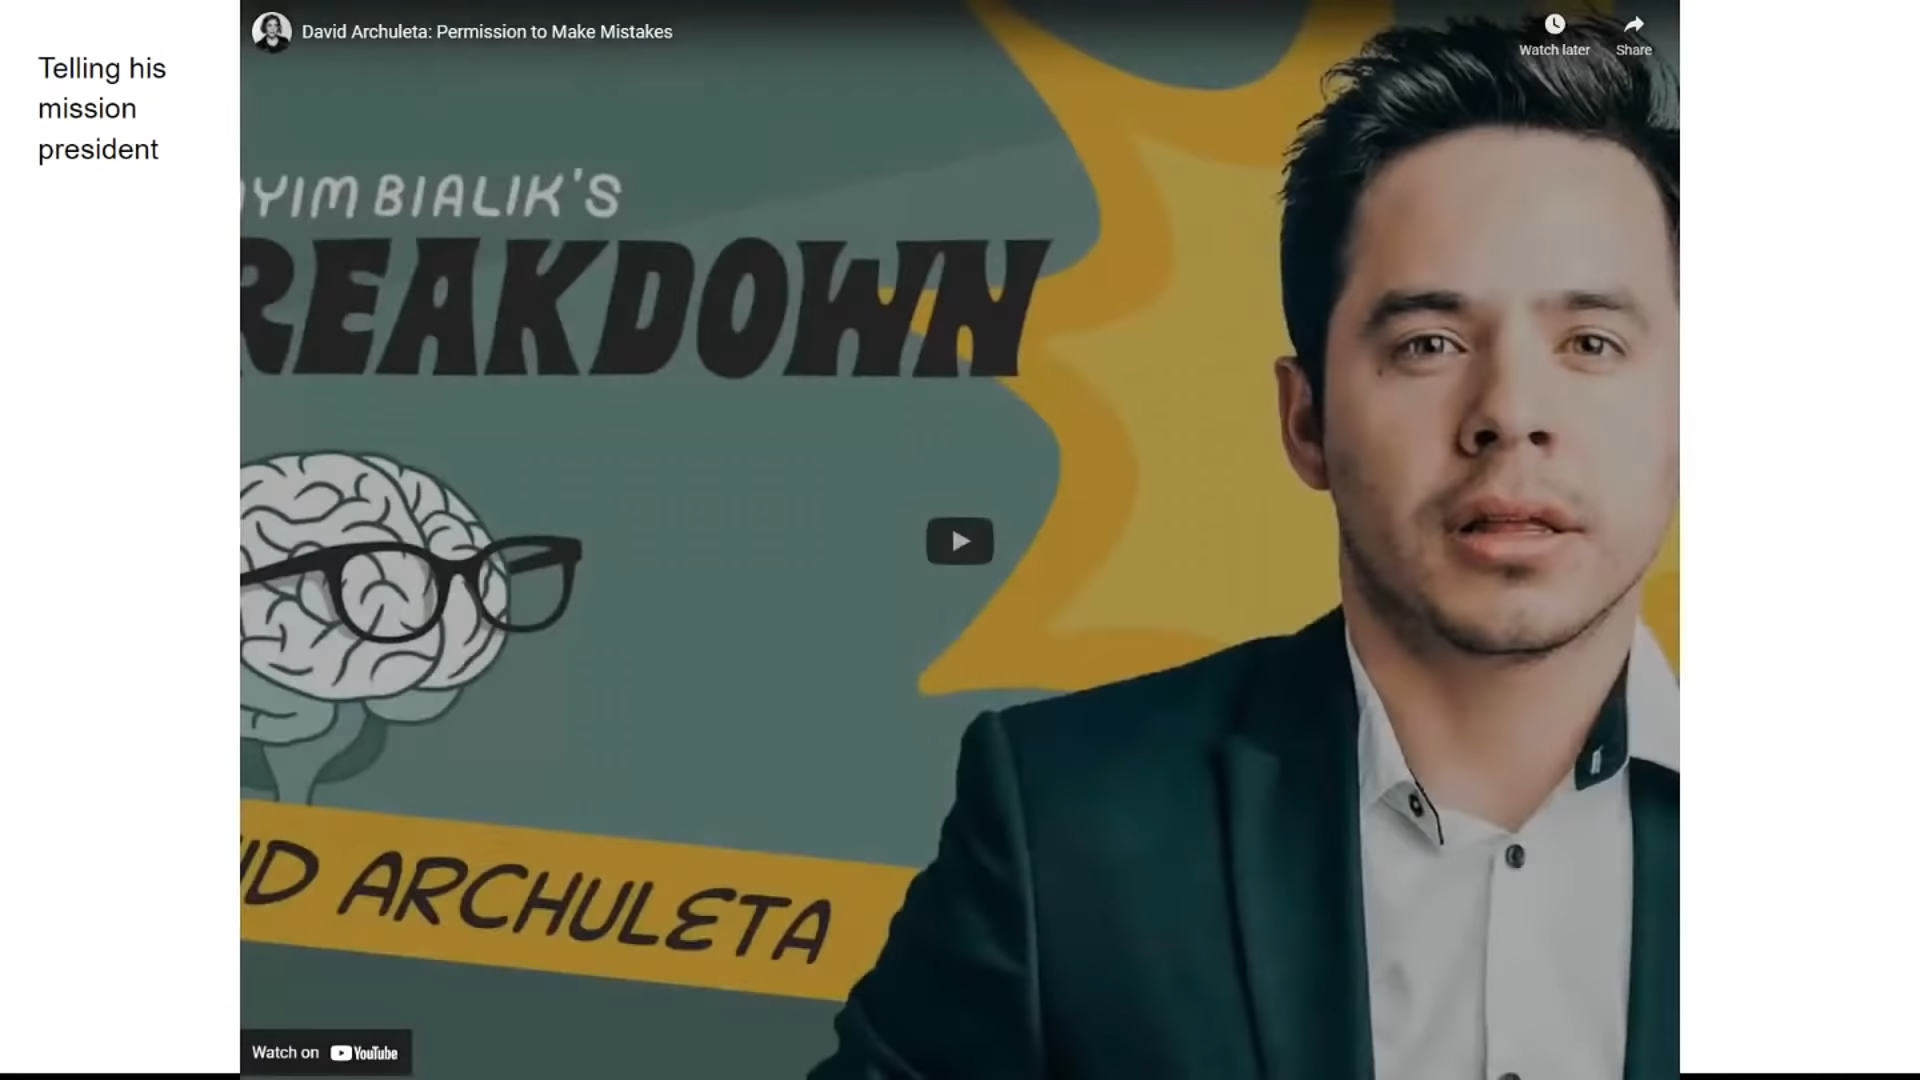 Telling his
mission
president
David Archuleta: Permission to Make Mistakes
Watch later
Share
YIM BIALIK'S
REAKDOWN
ID ARCHULETA
Watch on YouTube